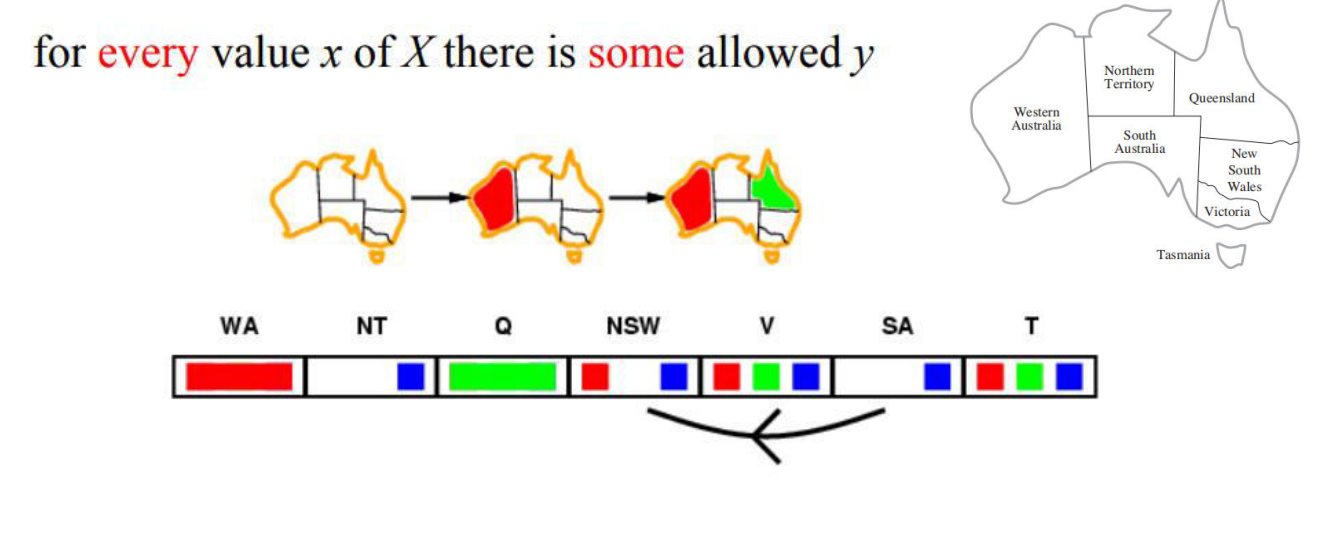 for every value x of X there is some allowed y
Northern
Territory
Western
Australia
Queensland
South
Australia
New
South
Wales
Victoria
Tasmania
WA NT Q NSW V SA T